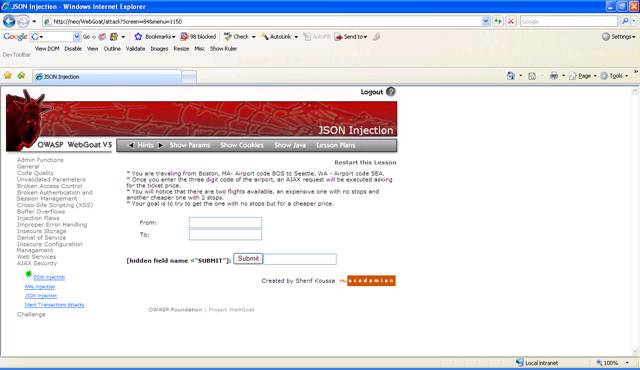 JSON Injection - Windows Internet Explorer
http://neo/WebGoat/attack?Screen=84&menu=1150
Google
Google G Go Bookmarks 98 blocked Check AutoLink AutoFill Send to Settings
View DOM Disable View Outline Validate Images Resize Misc Show Ruler
DevToolBar
JSON Injection
Page Tools
Logout ?
JSON Injection
OWASP WebGoat V5
Hints Show Params Show Cookies Show Java Lesson Plans
Restart this Lesson
Admin Functions
General
Code Quality
Unvalidated Parameters
Broken Access Control
Broken Authentication and
Session Management
Cross-Site Scripting (XSS)
Buffer Overflows
Injection Flaws
Improper Error Handling
Insecure Storage
Denial of Service
Insecure Configuration
Management
Web Services
AJAX Security
DOM Injection
XML Injection
JSON Injection
Silent Transactions Attacks
Challenge
* You are traveling from Boston, MA- Airport code BOS to Seattle, WA - Airport code SEA.
* Once you enter the three digit code of the airport, an AJAX request will be executed asking
for the ticket price.
* You will notice that there are two flights available, an expensive one with no stops and
another cheaper one with 2 stops.
* Your goal is to try to get the one with no stops but for a cheaper price.
From:
To:
[hidden field name ="SUBMIT"]: Submit
Created by Sherif Koussa macadamian
OWASP Foundation | Project WebGoat
Local intranet 100%